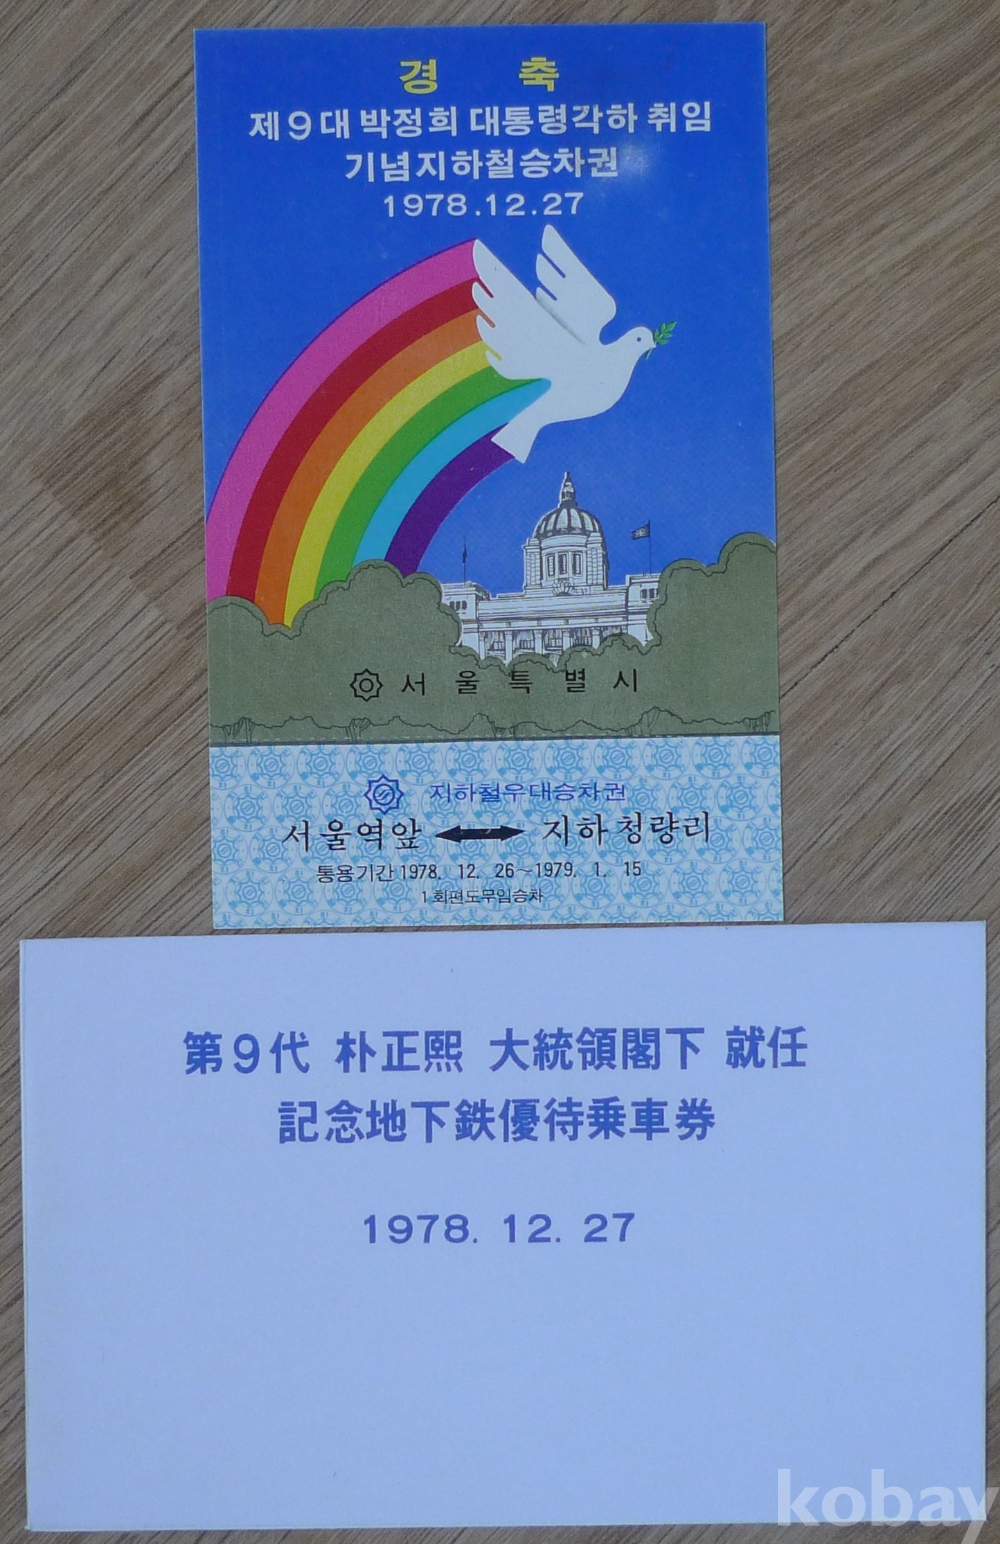 경 축
제9대 박정희 대통령각하 취임
기념지하철승차권
1978.12.27
서울특별시
지하철우대승차권
서울역앞 ↔ 지하청량리
통용기간 1978. 12. 26~1979. 1. 15
1회편도무임승차
第9代 朴正熙 大統領閣下 就任
記念地下鉄優待乗車券
1978. 12. 27
kobay